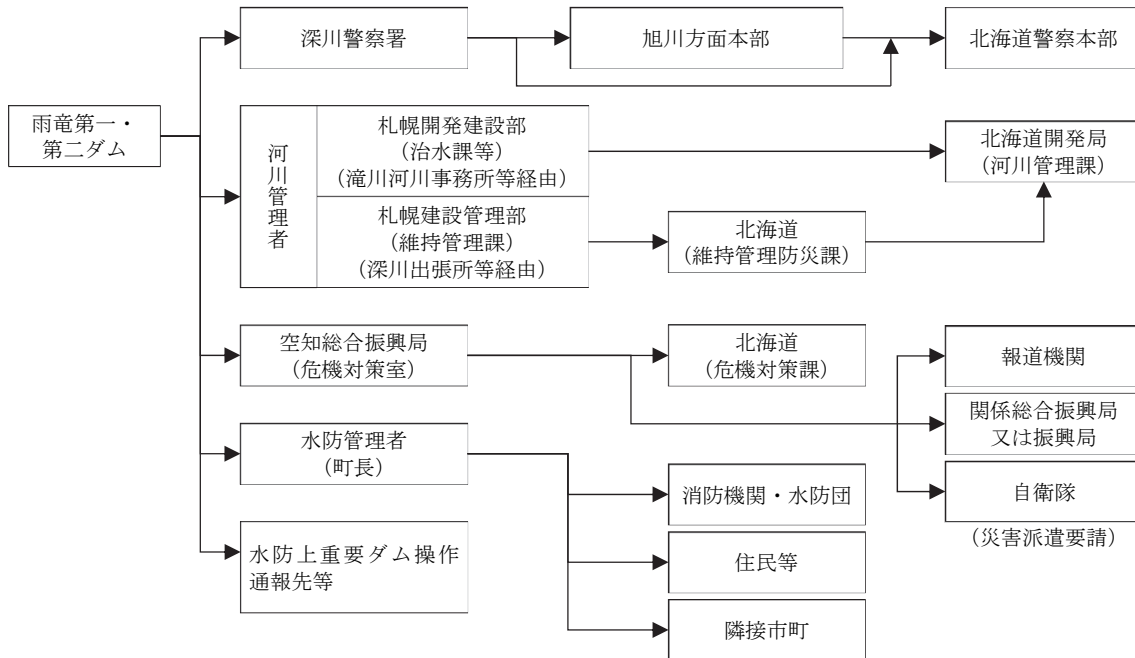 深川警察署
旭川方面本部
北海道警察本部
雨竜第一・
第二ダム
河川管理者
札幌開発建設部
(治水課等)
(滝川河川事務所等経由)
北海道開発局
(河川管理課)
札幌建設管理部
(維持管理課)
(深川出張所等経由)
北海道
(維持管理防災課)
空知総合振興局
(危機対策室)
北海道
(危機対策課)
報道機関
関係総合振興局
又は振興局
自衛隊
(災害派遣要請)
水防管理者
(町長)
消防機関・水防団
住民等
隣接市町
水防上重要ダム操作
通報先等